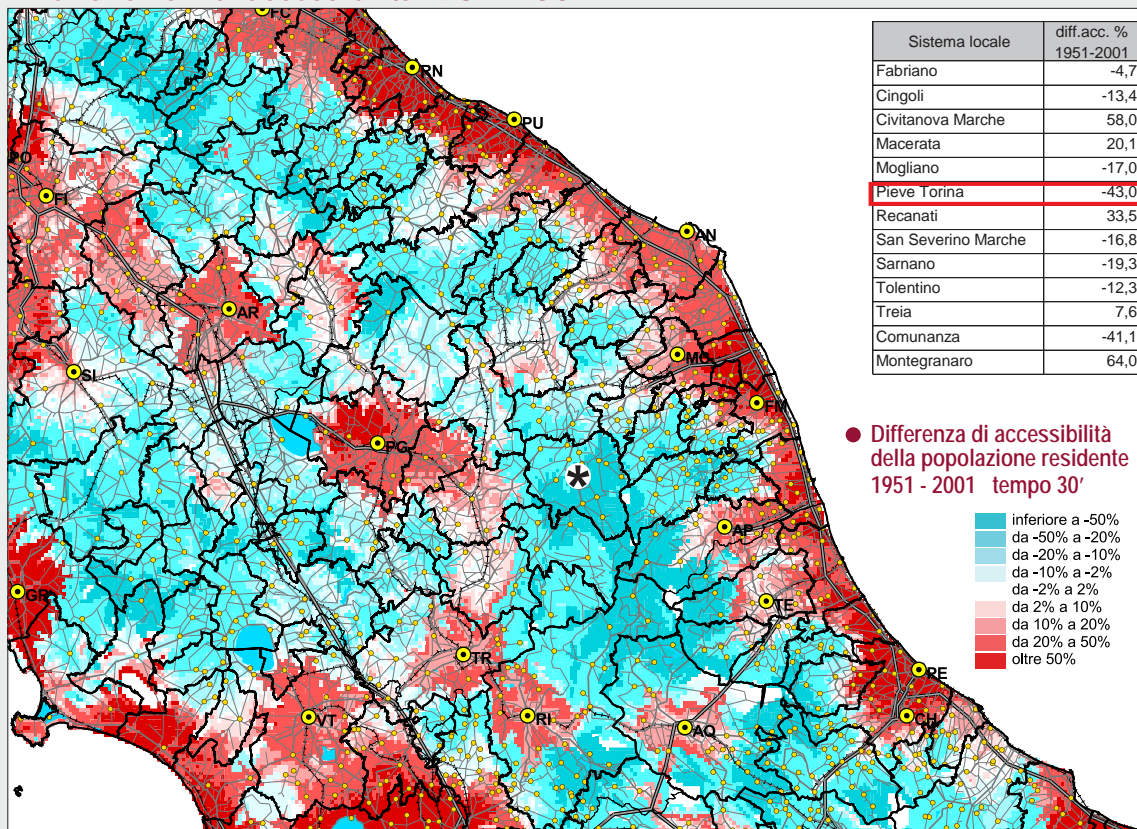 Sistema locale diff.acc. % 1951-2001
Fabriano -4,7
Cingoli -13,4
Civitanova Marche 58,0
Macerata 20,1
Mogliano -17,0
Pieve Torina -43,0
Recanati 33,5
San Severino Marche -16,8
Sarnano -19,3
Tolentino -12,3
Treia 7,6
Comunanza -41,1
Montegranaro 64,0
Differenza di accessibilità
della popolazione residente
1951 - 2001 tempo 30'
inferiore a -50%
da -50% a -20%
da -20% a -10%
da -10% a -2%
da -2% a 2%
da 2% a 10%
da 10% a 20%
da 20% a 50%
oltre 50%
FC
RN
PU
PO
FI
AN
AR
MC
SI
FM
PG
*
AP
GR
TE
TR
PE
VT
RI
AQ
CH